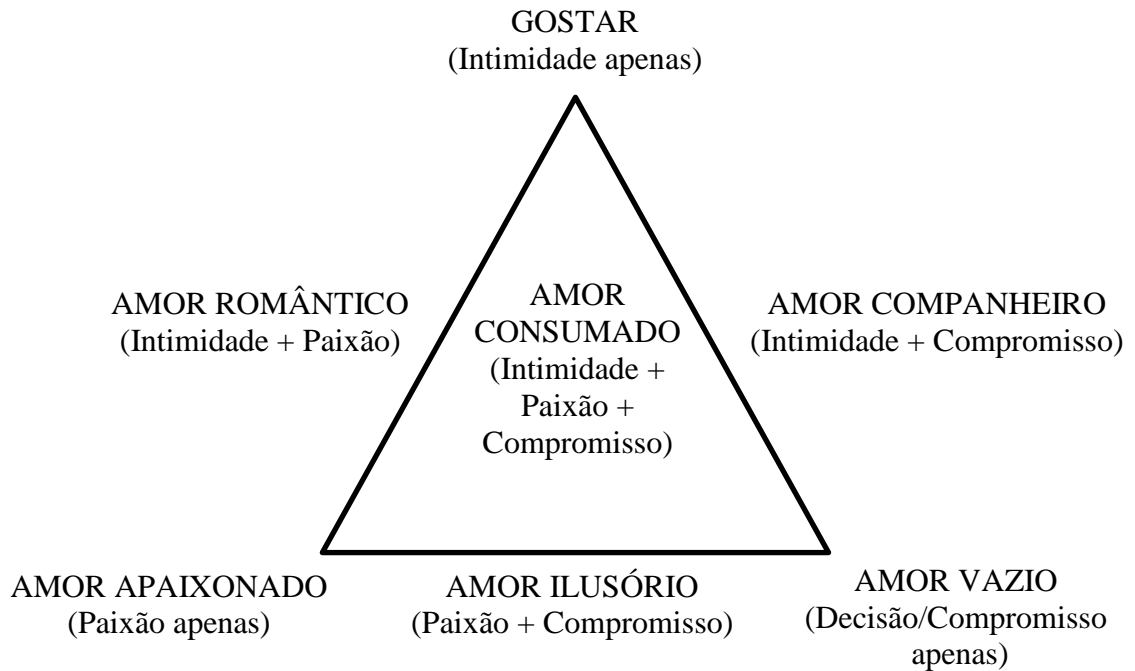 GOSTAR
(Intimidade apenas)
AMOR ROMÂNTICO
(Intimidade + Paixão)
AMOR
CONSUMADO
(Intimidade +
Paixão +
Compromisso)
AMOR COMPANHEIRO
(Intimidade + Compromisso)
AMOR APAIXONADO
(Paixão apenas)
AMOR ILUSÓRIO
(Paixão + Compromisso)
AMOR VAZIO
(Decisão/Compromisso
apenas)